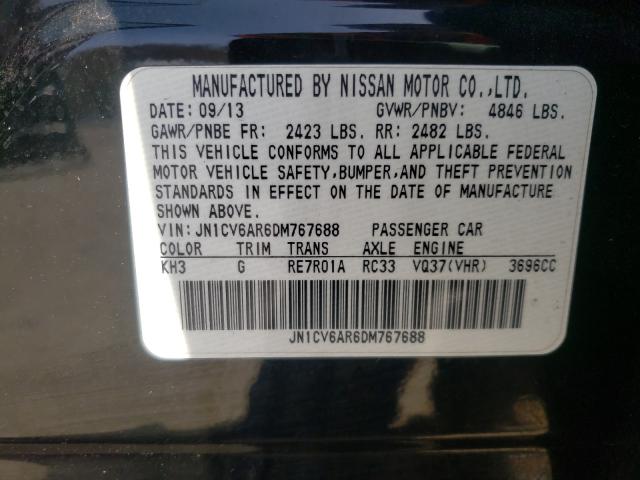 MANUFACTURED BY NISSAN MOTOR CO.,LTD.
DATE: 09/13 GVWR/PNBV: 4846 LBS.
GAWR/PNBE FR: 2423 LBS. RR: 2482 LBS.
THIS VEHICLE CONFORMS TO ALL APPLICABLE FEDERAL
MOTOR VEHICLE SAFETY,BUMPER,AND THEFT PREVENTION
STANDARDS IN EFFECT ON THE DATE OF MANUFACTURE
SHOWN ABOVE.
VIN: JN1CV6AR6DM767688 PASSENGER CAR
COLOR TRIM TRANS AXLE ENGINE
KH3 G RE7R01A RC33 VQ37(VHR) 3696CC
JN1CV6AR6DM767688